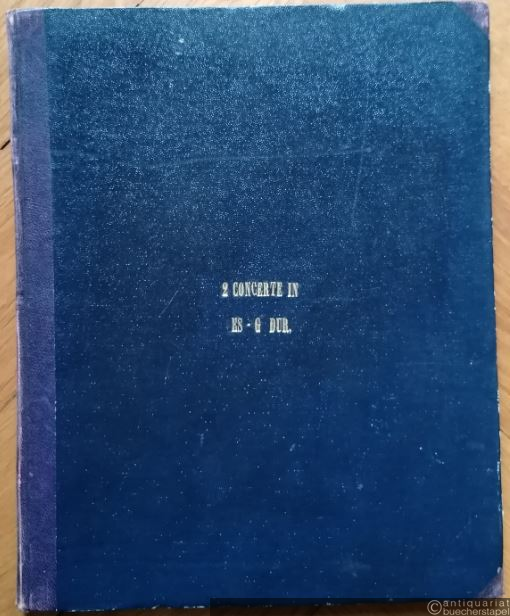 2 CONCERTE IN
ES - G DUR.
© antiquariat
buecherstapel